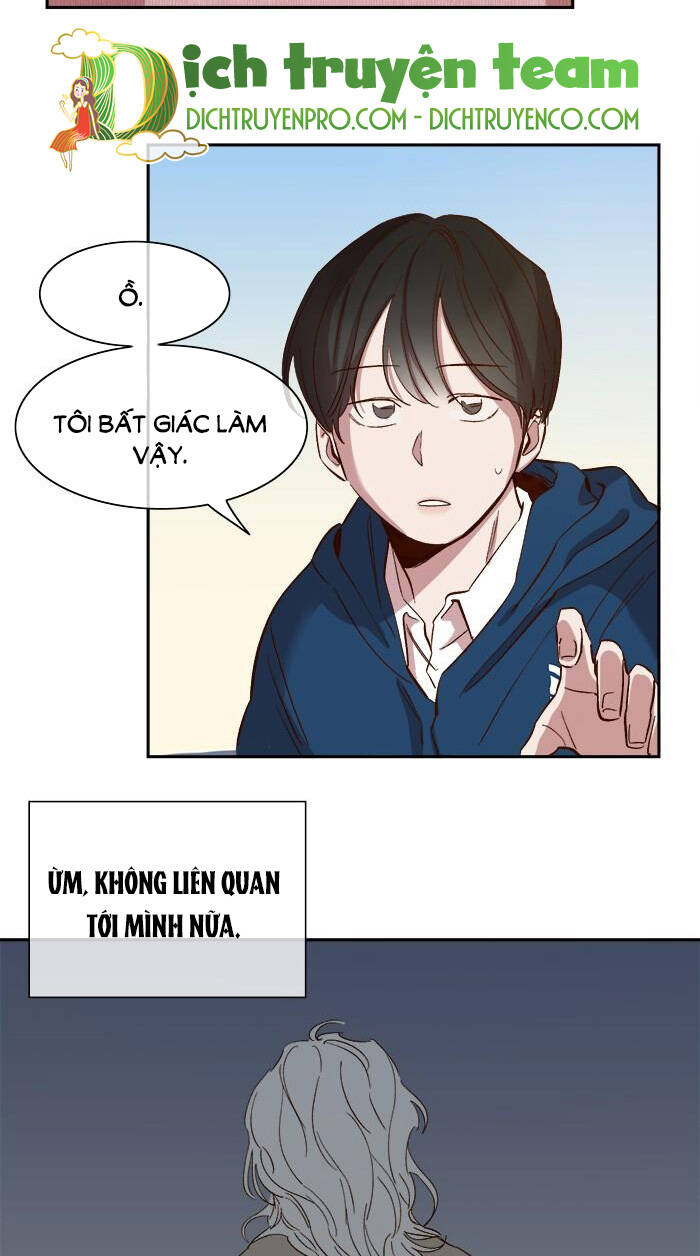 Dịch truyện team
DICHTRUYENPRO.COM - DICHTRUYENCO.COM
Ồ.
TÔI BẤT GIÁC LÀM
VẬY.
ỪM, KHÔNG LIÊN QUAN
TỚI MÌNH NỮA.